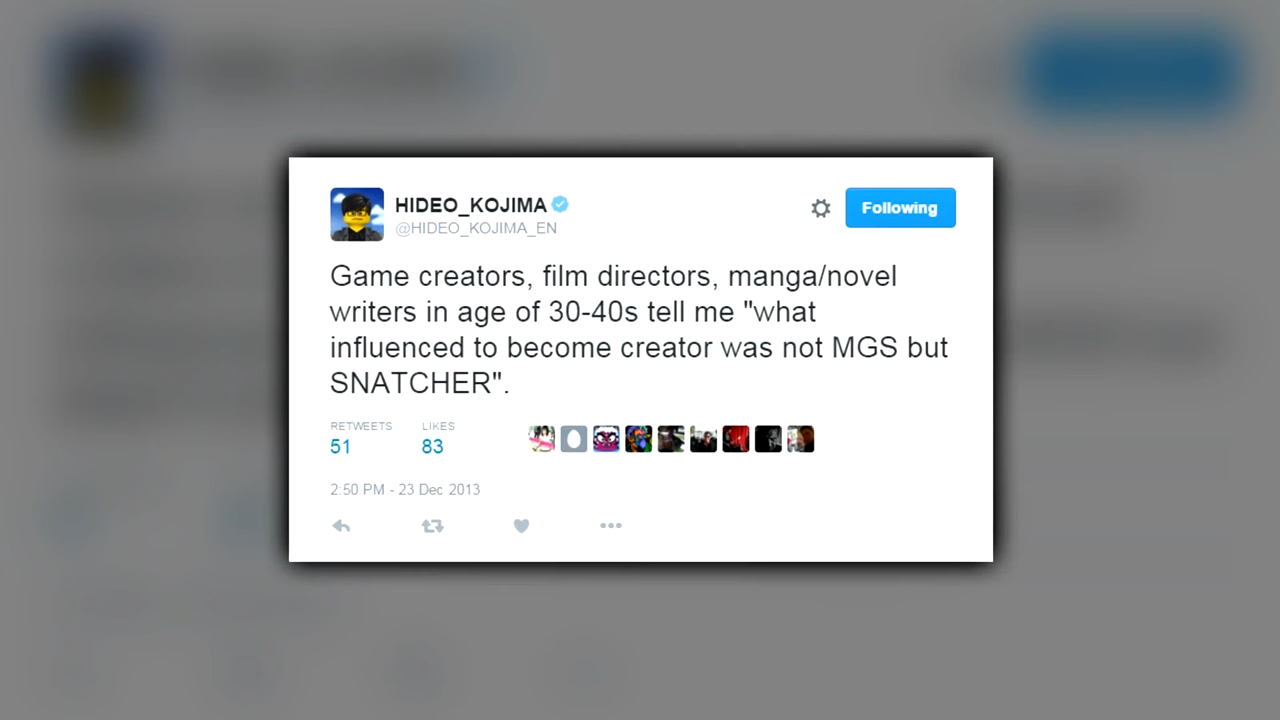 HIDEO_KOJIMA
@HIDEO_KOJIMA_EN
Following
Game creators, film directors, manga/novel
writers in age of 30-40s tell me "what
influenced to become creator was not MGS but
SNATCHER".
RETWEETS
51
LIKES
83
2:50 PM - 23 Dec 2013